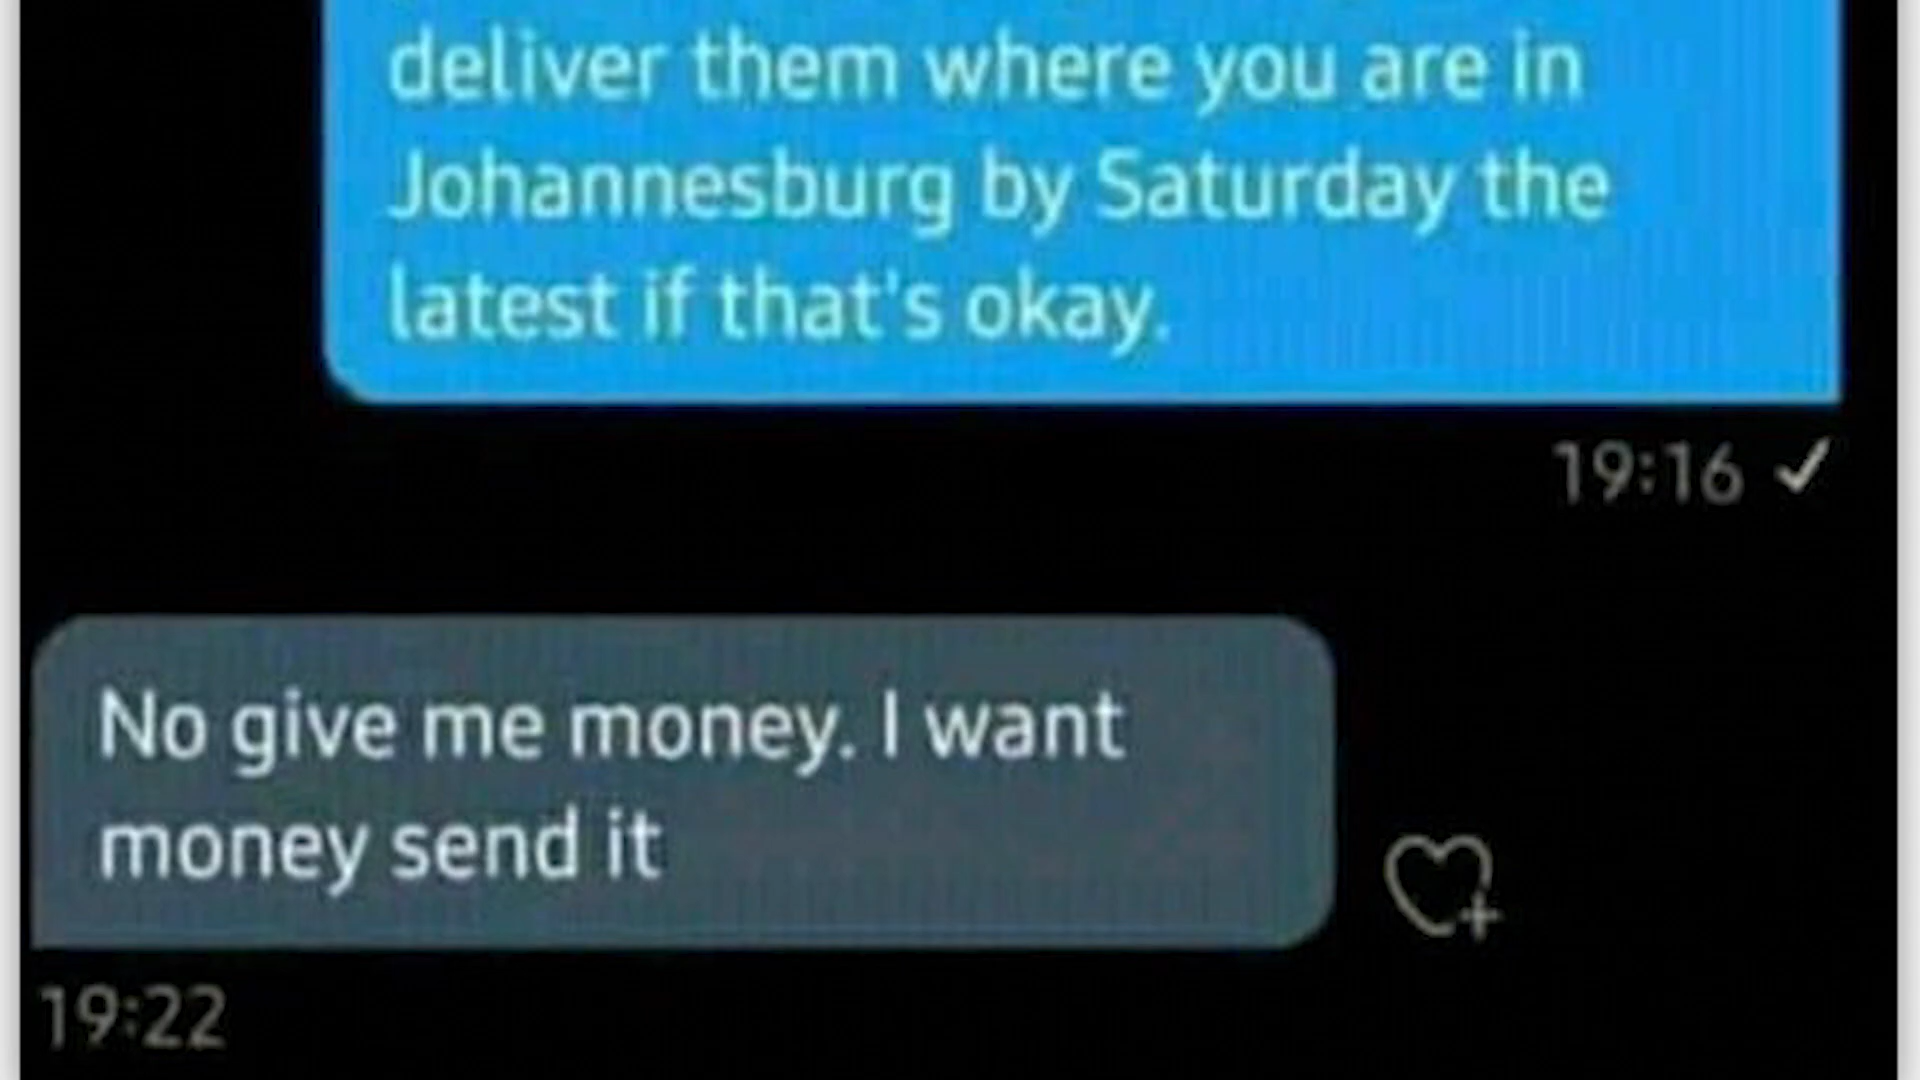 deliver them where you are in
Johannesburg by Saturday the
latest if that's okay.
19:16
No give me money. I want
money send it
19:22